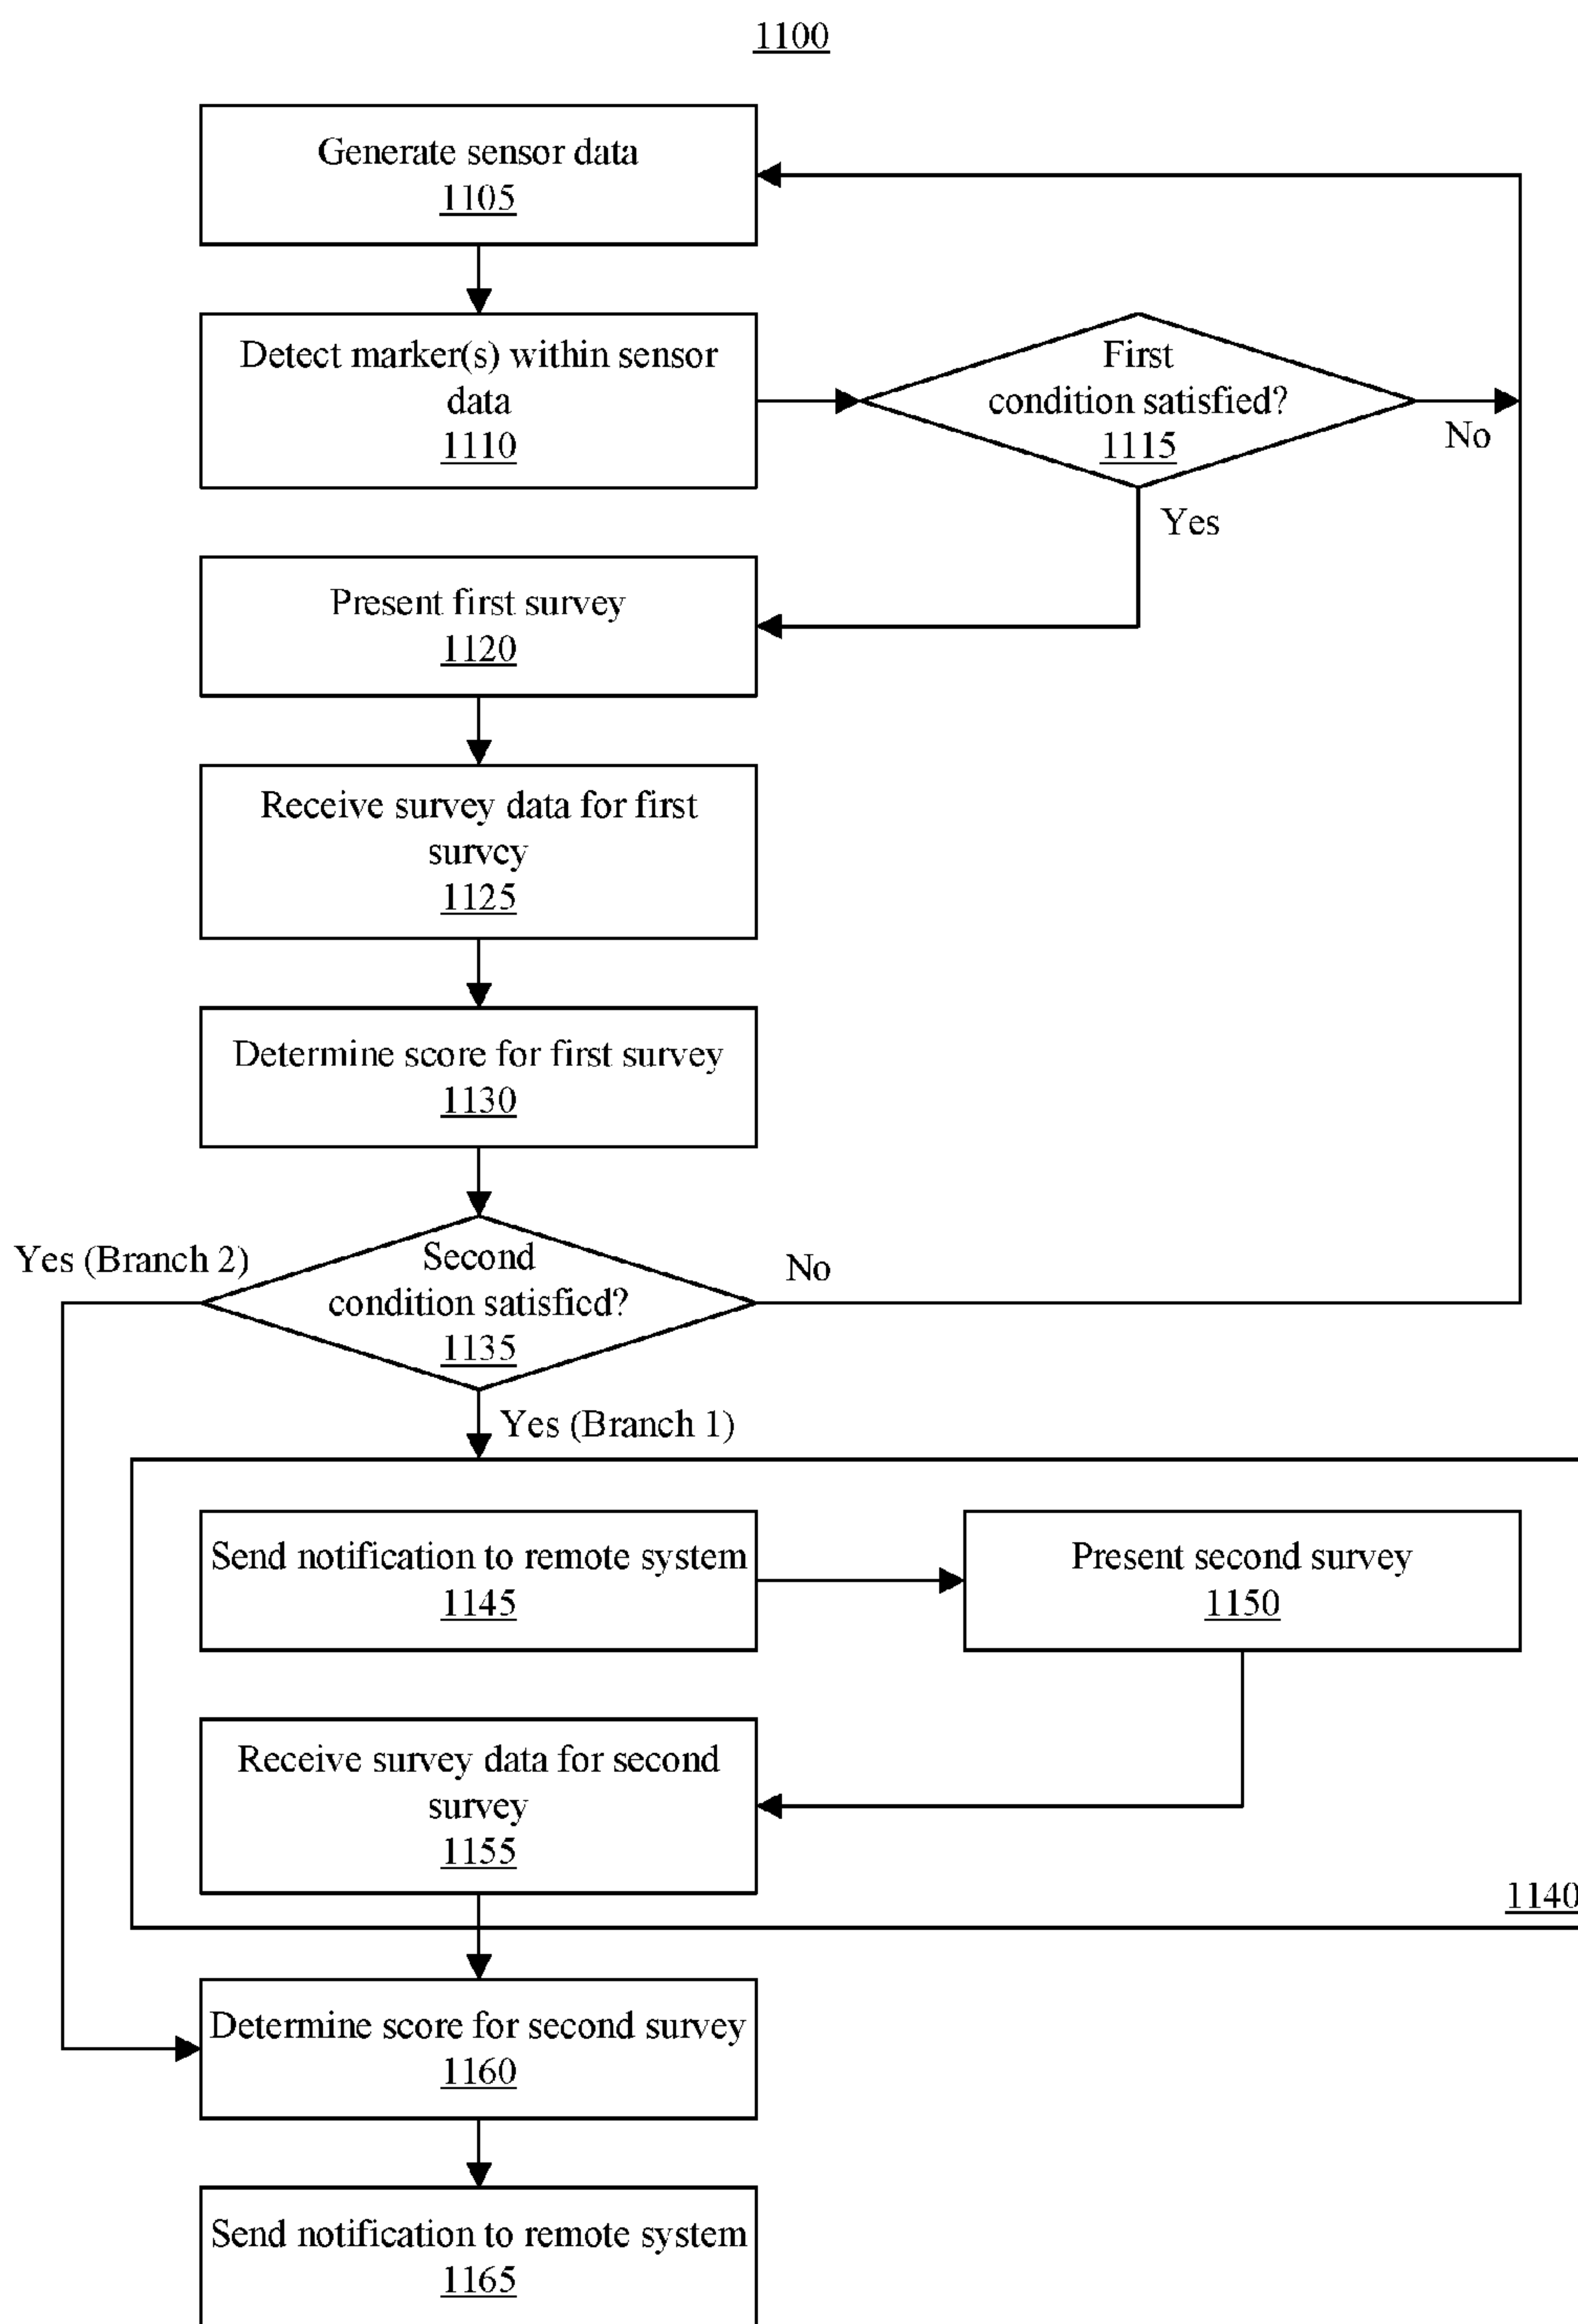 1100
Generate sensor data
1105
Detect marker(s) within sensor
data
1110
First
condition satisfied?
1115
No
Yes
Present first survey
1120
Receive survey data for first
survey
1125
Determine score for first survey
1130
Yes (Branch 2)
Second
condition satisfied?
1135
No
Yes (Branch 1)
Send notification to remote system
1145
Present second survey
1150
Receive survey data for second
survey
1155
1140
Determine score for second survey
1160
Send notification to remote system
1165